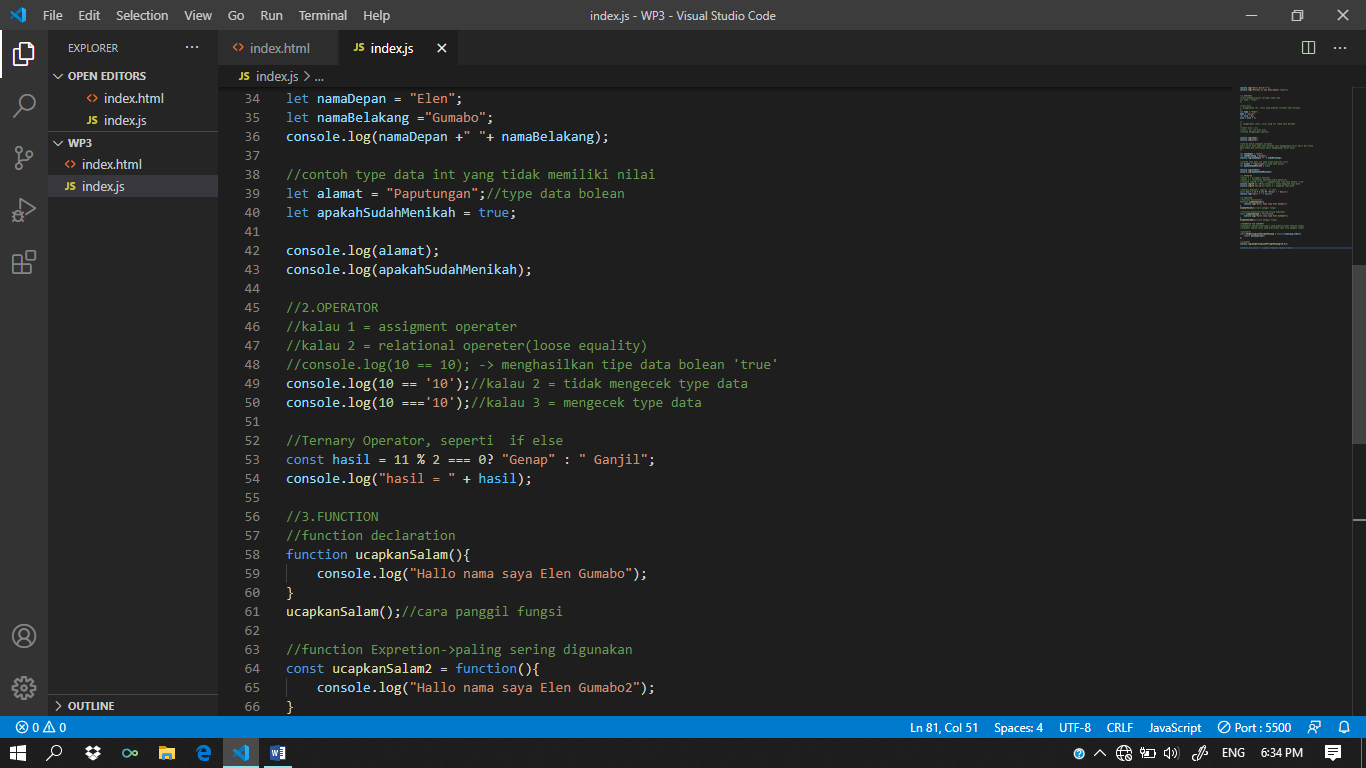 File Edit Selection View Go Run Terminal Help index.js - WP3 - Visual Studio Code
EXPLORER
index.html
JS index.js
OPEN EDITORS
index.html
JS index.js
WP3
index.html
JS index.js
OUTLINE
JS index.js > ...
34 let namaDepan = "Elen";
35 let namaBelakang ="Gumabo";
36 console.log(namaDepan +" "+ namaBelakang);
37
38 //contoh type data int yang tidak memiliki nilai
39 let alamat = "Paputungan";//type data bolean
40 let apakahSudahMenikah = true;
41
42 console.log(alamat);
43 console.log(apakahSudahMenikah);
44
45 //2.OPERATOR
46 //kalau 1 = assigment operater
47 //kalau 2 = relational opereter(loose equality)
48 //console.log(10 == 10); -> menghasilkan tipe data bolean 'true'
49 console.log(10 == '10');//kalau 2 = tidak mengecek type data
50 console.log(10 ==='10');//kalau 3 = mengecek type data
51
52 //Ternary Operator, seperti  if else
53 const hasil = 11 % 2 === 0? "Genap" : " Ganjil";
54 console.log("hasil = " + hasil);
55
56 //3.FUNCTION
57 //function declaration
58 function ucapkanSalam(){
59     console.log("Hallo nama saya Elen Gumabo");
60 }
61 ucapkanSalam();//cara panggil fungsi
62
63 //function Expretion->paling sering digunakan
64 const ucapkanSalam2 = function(){
65     console.log("Hallo nama saya Elen Gumabo2");
66 }
0 0 Ln 81, Col 51 Spaces: 4 UTF-8 CRLF JavaScript Port : 5500
ENG 6:34 PM